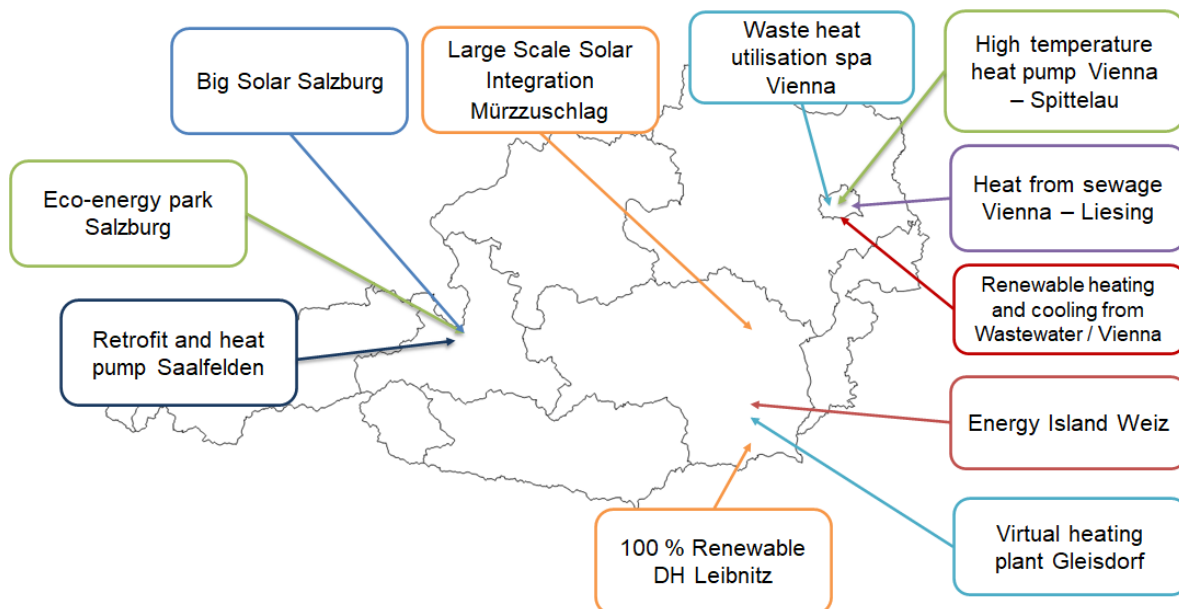 Big Solar Salzburg
Large Scale Solar
Integration
Mürzzuschlag
Waste heat
utilisation spa
Vienna
High temperature
heat pump Vienna
– Spittelau
Eco-energy park
Salzburg
Heat from sewage
Vienna – Liesing
Retrofit and heat
pump Saalfelden
Renewable heating
and cooling from
Wastewater / Vienna
Energy Island Weiz
100 % Renewable
DH Leibnitz
Virtual heating
plant Gleisdorf